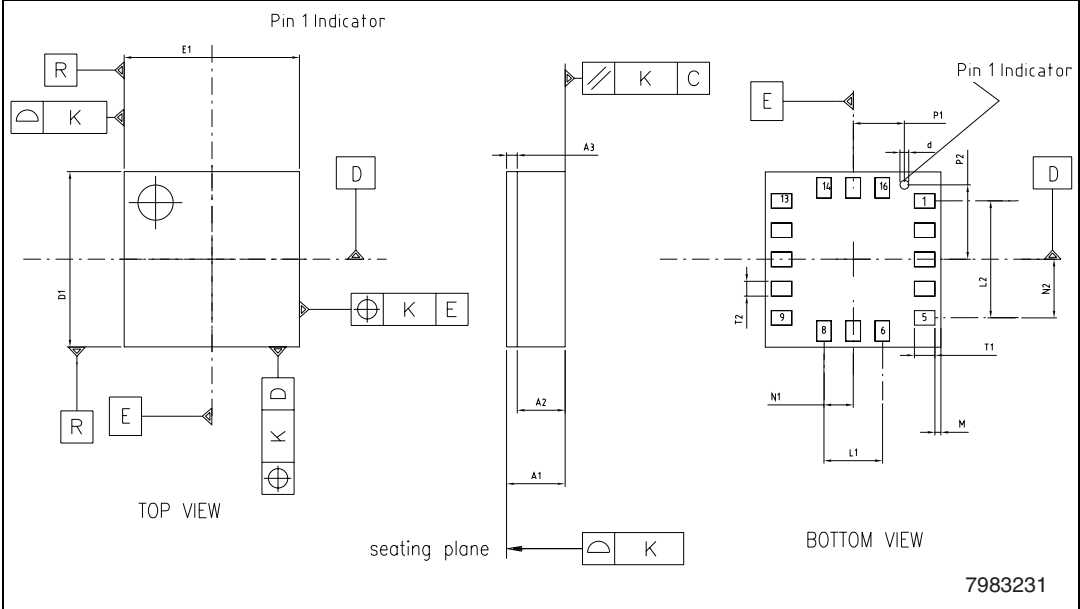 Pin 1 Indicator
E1
R
K
D1
D
K E
R
E
K D
TOP VIEW
K C
A3
A2
A1
seating plane
K
Pin 1 Indicator
E
P1
d
P2
D
14 16
13 1
L2
N2
T2
9 5
8 6
T1
N1
M
L1
BOTTOM VIEW
7983231